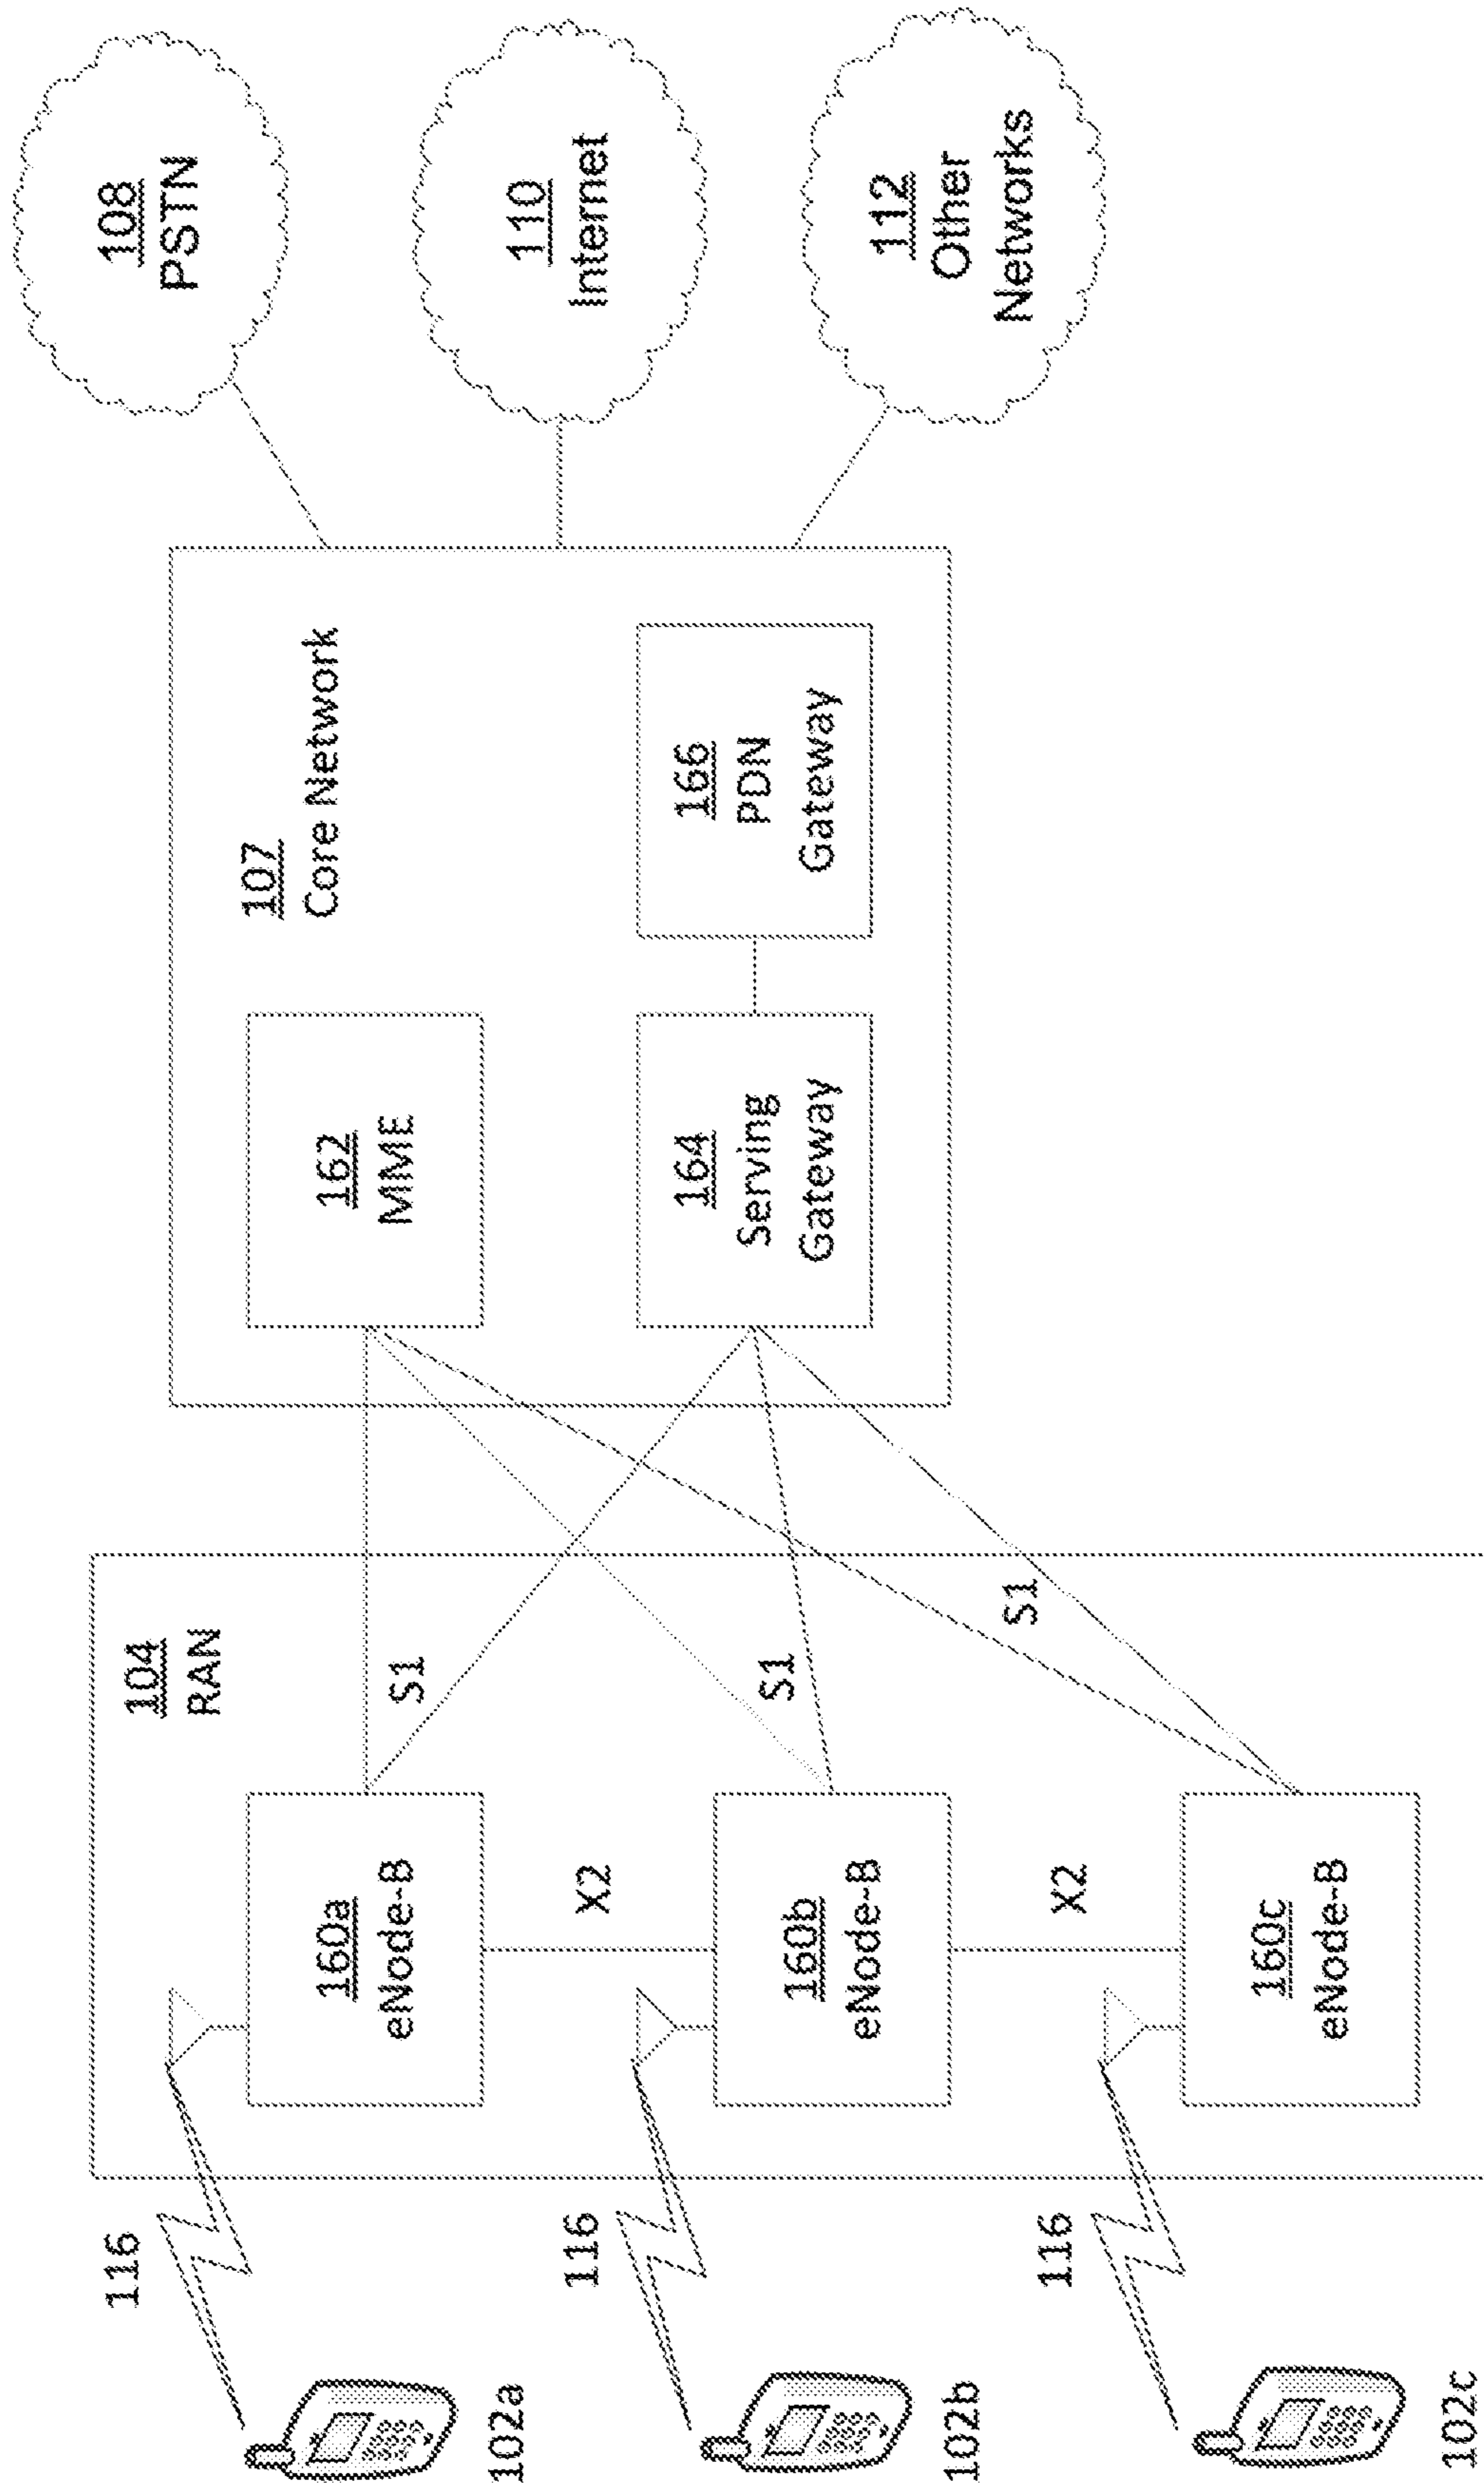 116
102a
116
102b
116
102c
104
RAN
160a
eNode-B
X2
160b
eNode-B
X2
160c
eNode-B
S1
S1
S1
107
Core Network
162
MME
164
Serving
Gateway
166
PDN
Gateway
108
PSTN
110
Internet
112
Other
Networks